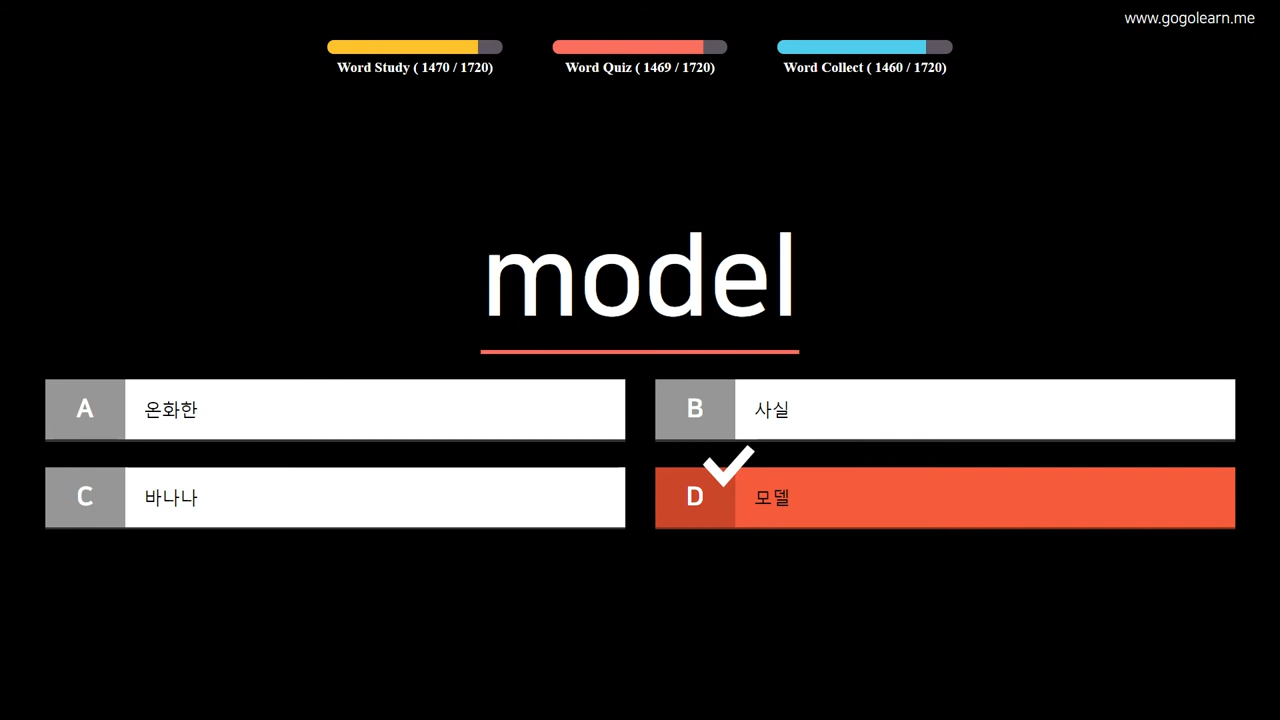 www.gogolearn.me
Word Study ( 1470 / 1720)
Word Quiz ( 1469 / 1720)
Word Collect ( 1460 / 1720)
model
A 온화한
B 사실
C 바나나
D 모델